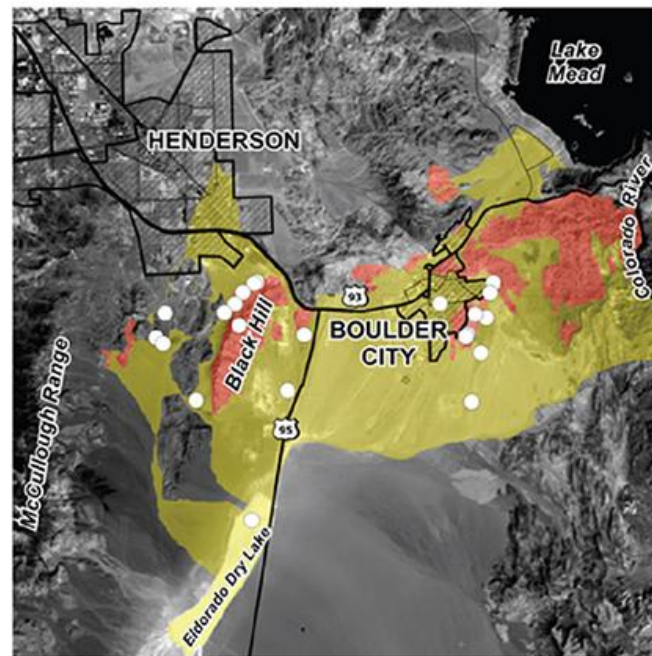 Lake
Mead
HENDERSON
Colorado River
93
BOULDER
CITY
Black Hill
95
McCullough Range
Eldorado Dry Lake